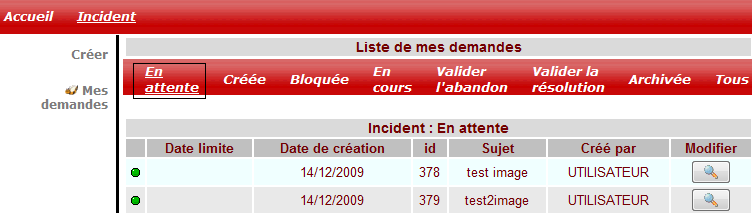 Accueil Incident
Créer
Mes
demandes
Liste de mes demandes
En
attente
Créée
Bloquée
En
cours
Valider
l'abandon
Valider la
résolution
Archivée
Tous
Incident : En attente
Date limite Date de création id Sujet Créé par Modifier
14/12/2009 378 test image UTILISATEUR
14/12/2009 379 test2image UTILISATEUR